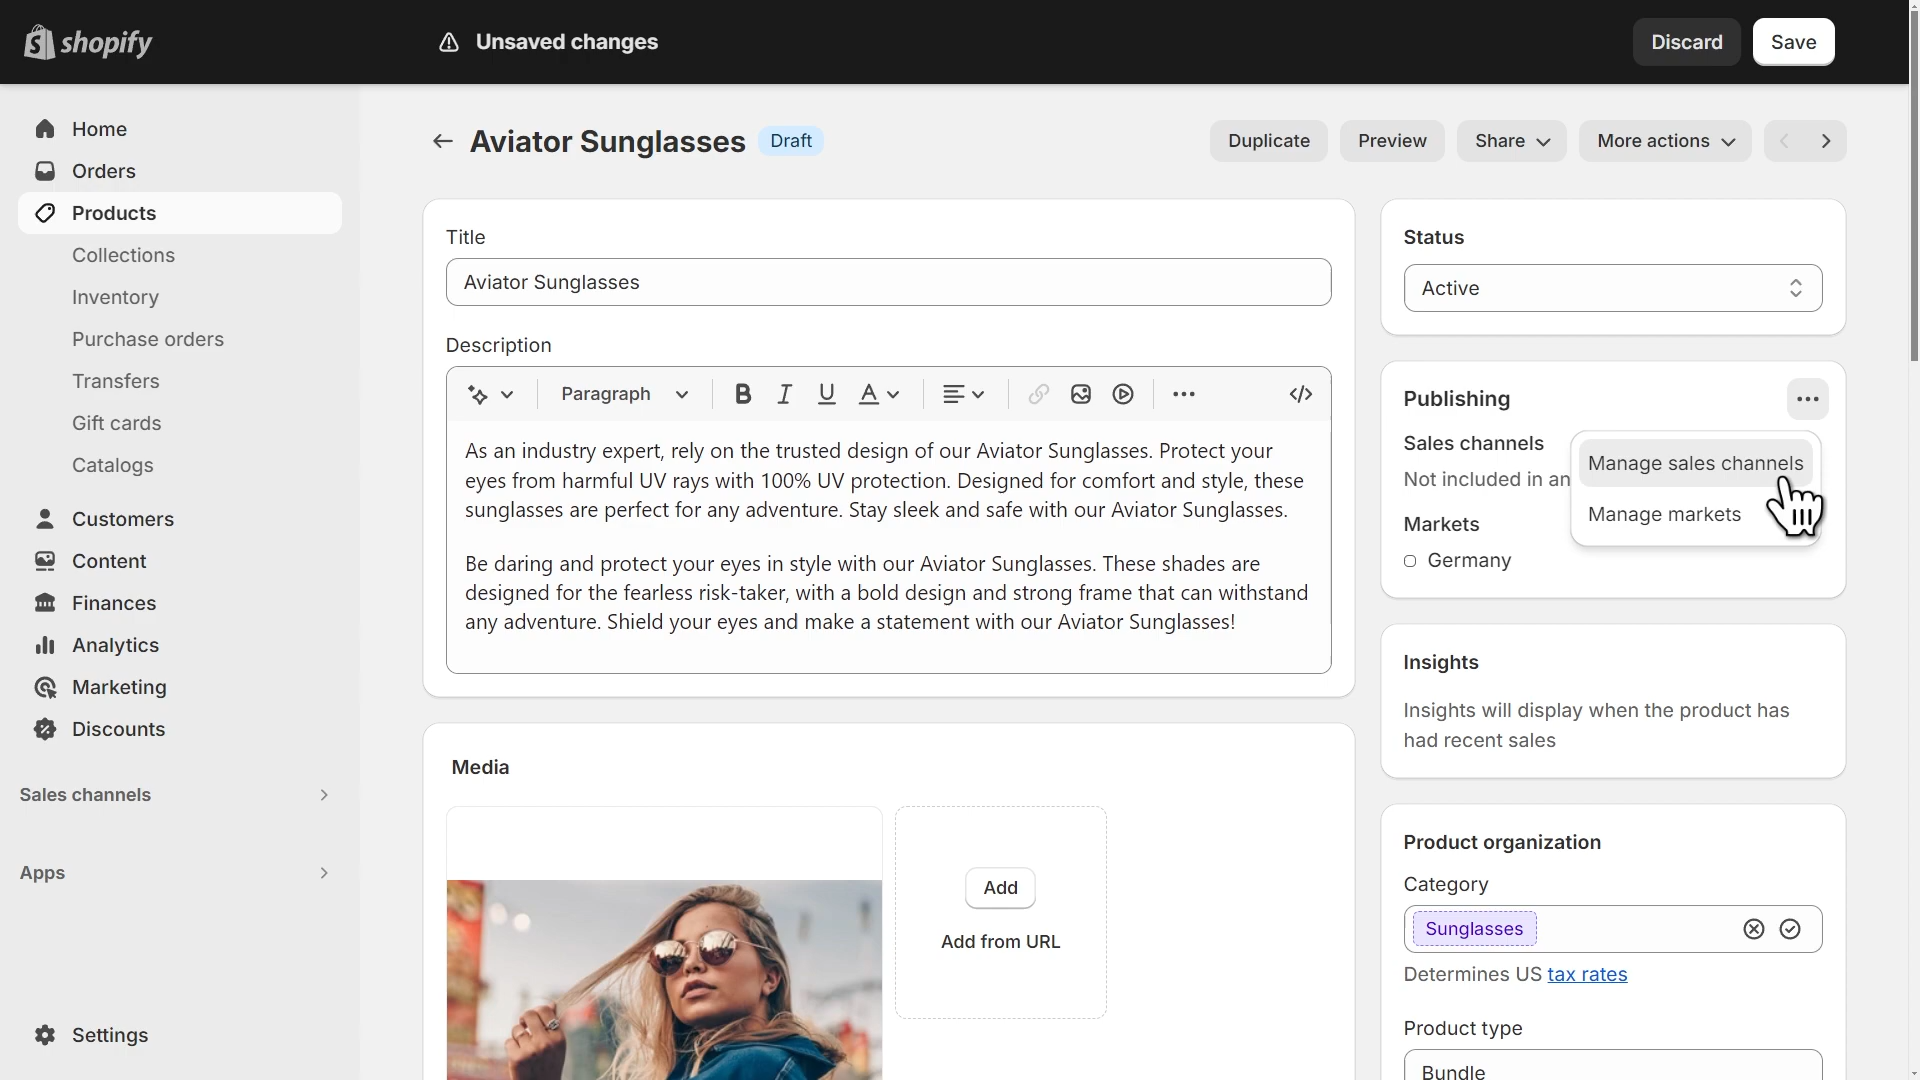 shopify
Unsaved changes
Discard
Save
Home
Orders
Products
Collections
Inventory
Purchase orders
Transfers
Gift cards
Catalogs
Customers
Content
Finances
Analytics
Marketing
Discounts
Sales channels
Apps
Settings
Aviator Sunglasses
Draft
Duplicate
Preview
Share
More actions
Title
Aviator Sunglasses
Description
Paragraph
As an industry expert, rely on the trusted design of our Aviator Sunglasses. Protect your
eyes from harmful UV rays with 100% UV protection. Designed for comfort and style, these
sunglasses are perfect for any adventure. Stay sleek and safe with our Aviator Sunglasses.
Be daring and protect your eyes in style with our Aviator Sunglasses. These shades are
designed for the fearless risk-taker, with a bold design and strong frame that can withstand
any adventure. Shield your eyes and make a statement with our Aviator Sunglasses!
Media
Add
Add from URL
Status
Active
Publishing
Sales channels
Not included in an
Manage sales channels
Manage markets
Markets
Germany
Insights
Insights will display when the product has
had recent sales
Product organization
Category
Sunglasses
Determines US tax rates
Product type
Bundle